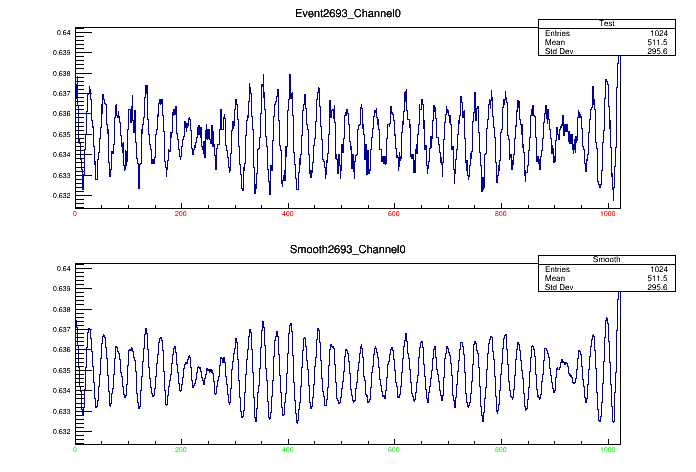 Event2693_Channel0
Test
Entries 1024
Mean 511.5
Std Dev 295.6
0.64
0.639
0.638
0.637
0.636
0.635
0.634
0.633
0.632
0 200 400 600 800 1000
Smooth2693_Channel0
Smooth
Entries 1024
Mean 511.5
Std Dev 295.6
0.64
0.639
0.638
0.637
0.636
0.635
0.634
0.633
0.632
0 200 400 600 800 1000